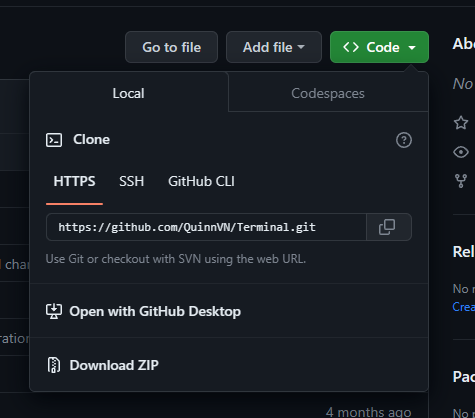 Go to file
Add file
<> Code
Abo
No
Local
Codespaces
Clone
HTTPS
SSH
GitHub CLI
https://github.com/QuinnVN/Terminal.git
Use Git or checkout with SVN using the web URL.
Rel
l char
No r
Crea
Open with GitHub Desktop
ration
Download ZIP
Pac
4 months ago
No r